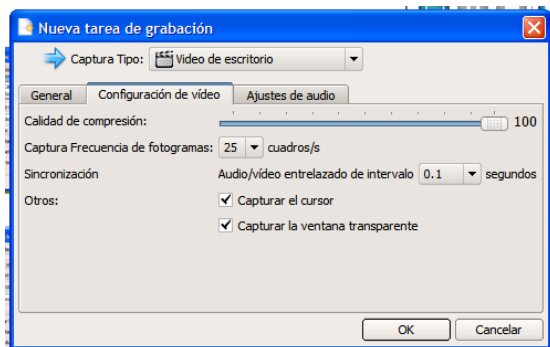 Nueva tarea de grabación
Captura Tipo: Video de escritorio
General Configuración de vídeo Ajustes de audio
Calidad de compresión: 100
Captura Frecuencia de fotogramas: 25 cuadros/s
Sincronización Audio/vídeo entrelazado de intervalo 0.1 segundos
Otros: Capturar el cursor
Capturar la ventana transparente
OK Cancelar